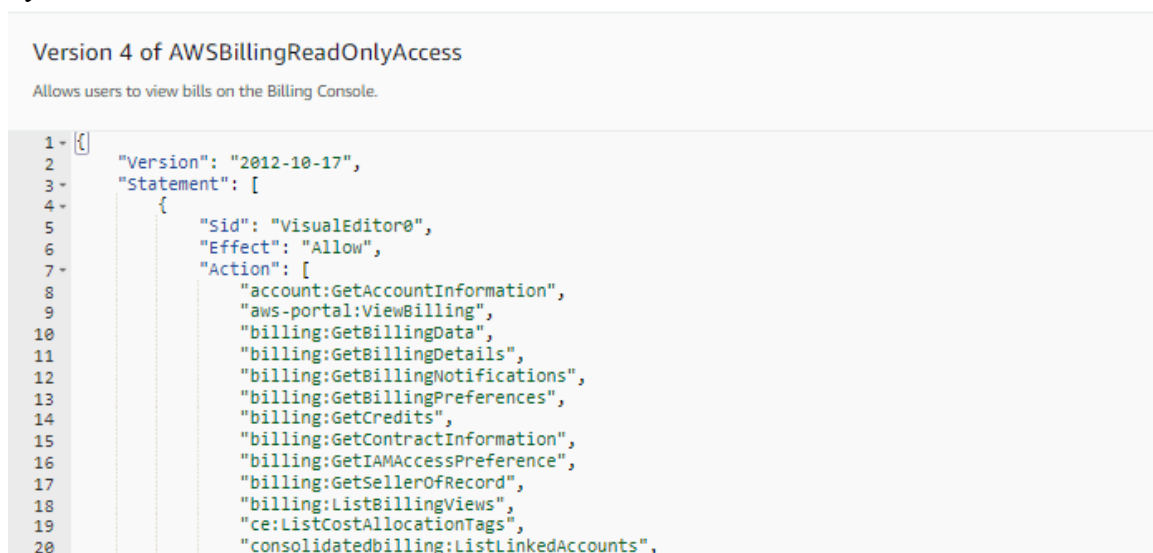 Version 4 of AWSBillingReadOnlyAccess
Allows users to view bills on the Billing Console.
1 {
2 "Version": "2012-10-17",
3 "Statement": [
4 {
5 "Sid": "VisualEditor0",
6 "Effect": "Allow",
7 "Action": [
8 "account:GetAccountInformation",
9 "aws-portal:ViewBilling",
10 "billing:GetBillingData",
11 "billing:GetBillingDetails",
12 "billing:GetBillingNotifications",
13 "billing:GetBillingPreferences",
14 "billing:GetCredits",
15 "billing:GetContractInformation",
16 "billing:GetIAMAccessPreference",
17 "billing:GetSellerOfRecord",
18 "billing:ListBillingViews",
19 "ce:ListCostAllocationTags",
20 "consolidatedbilling:ListLinkedAccounts",